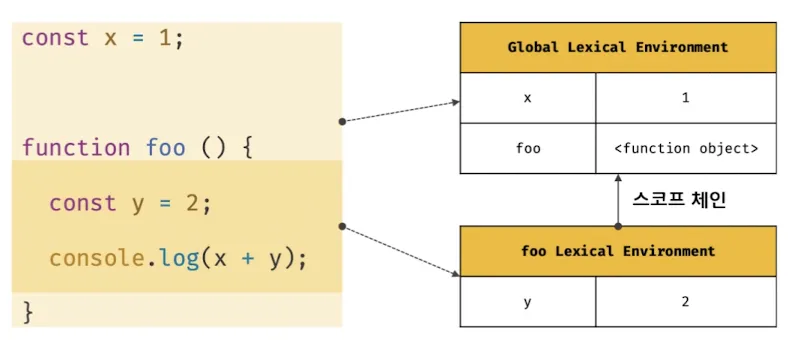 const x = 1;
function foo () {
const y = 2;
console.log(x + y);
}
Global Lexical Environment
x 1
foo <function object>
스코프 체인
foo Lexical Environment
y 2